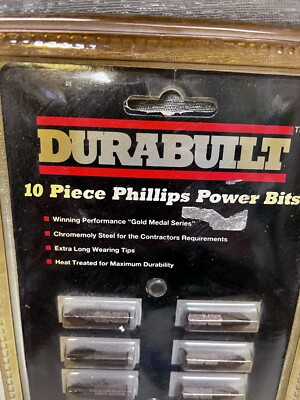 DURABUILT
10 Piece Phillips Power Bits
Winning Performance "Gold Medal Series"
Chromemoly Steel for the Contractors Requirements
Extra Long Wearing Tips
Heat Treated for Maximum Durability